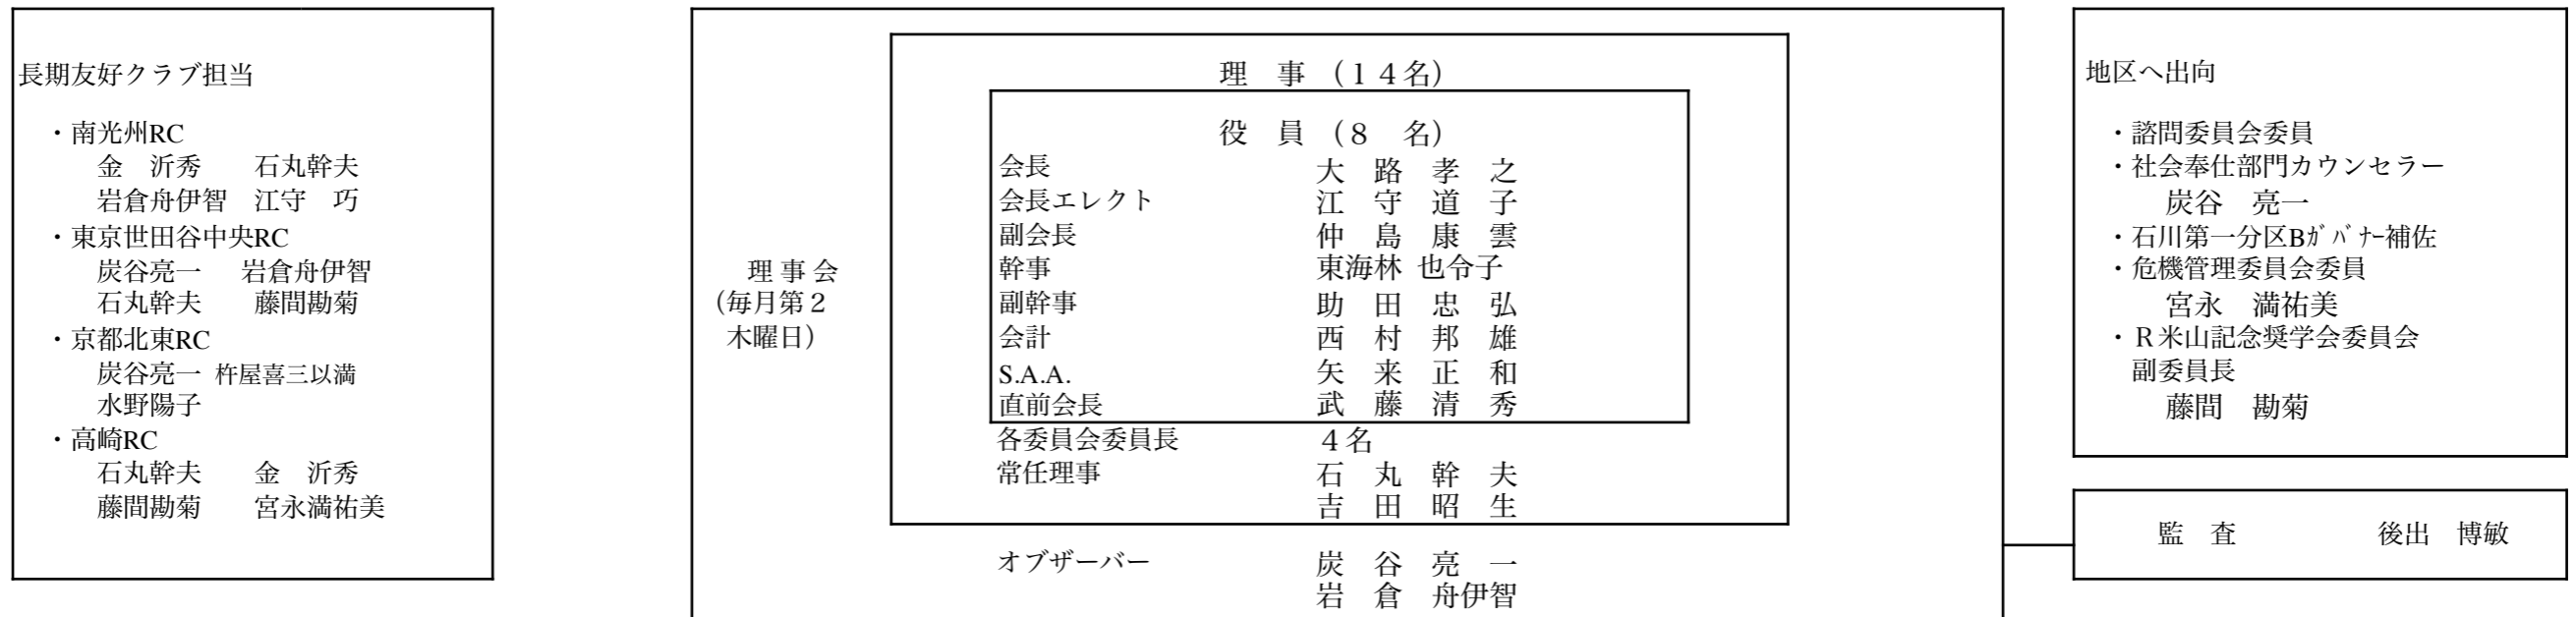 長期友好クラブ担当
・南光州RC
金　沂秀　　石丸幹夫
岩倉舟伊智　江守　巧
・東京世田谷中央RC
炭谷亮一　岩倉舟伊智
石丸幹夫　　藤間勘菊
・京都北東RC
炭谷亮一 杵屋喜三以満
水野陽子
・高崎RC
石丸幹夫　　金　沂秀
藤間勘菊　　宮永満祐美
理 事 会
（毎月第２
木曜日）
理　事　（１４名）
役　員　（８　名）
会長　大　路　孝　之
会長エレクト　江　守　道　子
副会長　仲　島　康　雲
幹事　東海林 也令子
副幹事　助　田　忠　弘
会計　西　村　邦　雄
S.A.A.　矢　来　正　和
直前会長　武　藤　清　秀
各委員会委員長　４名
常任理事　石　丸　幹　夫
吉　田　昭　生
オブザーバー　炭　谷　亮　一
岩　倉　舟伊智
地区へ出向
・諮問委員会委員
・社会奉仕部門カウンセラー
炭谷　亮一
・石川第一分区Bｶﾞﾊﾞﾅｰ補佐
・危機管理委員会委員
宮永　満祐美
・Ｒ米山記念奨学会委員会
副委員長
藤間　勘菊
監　査　後出　博敏